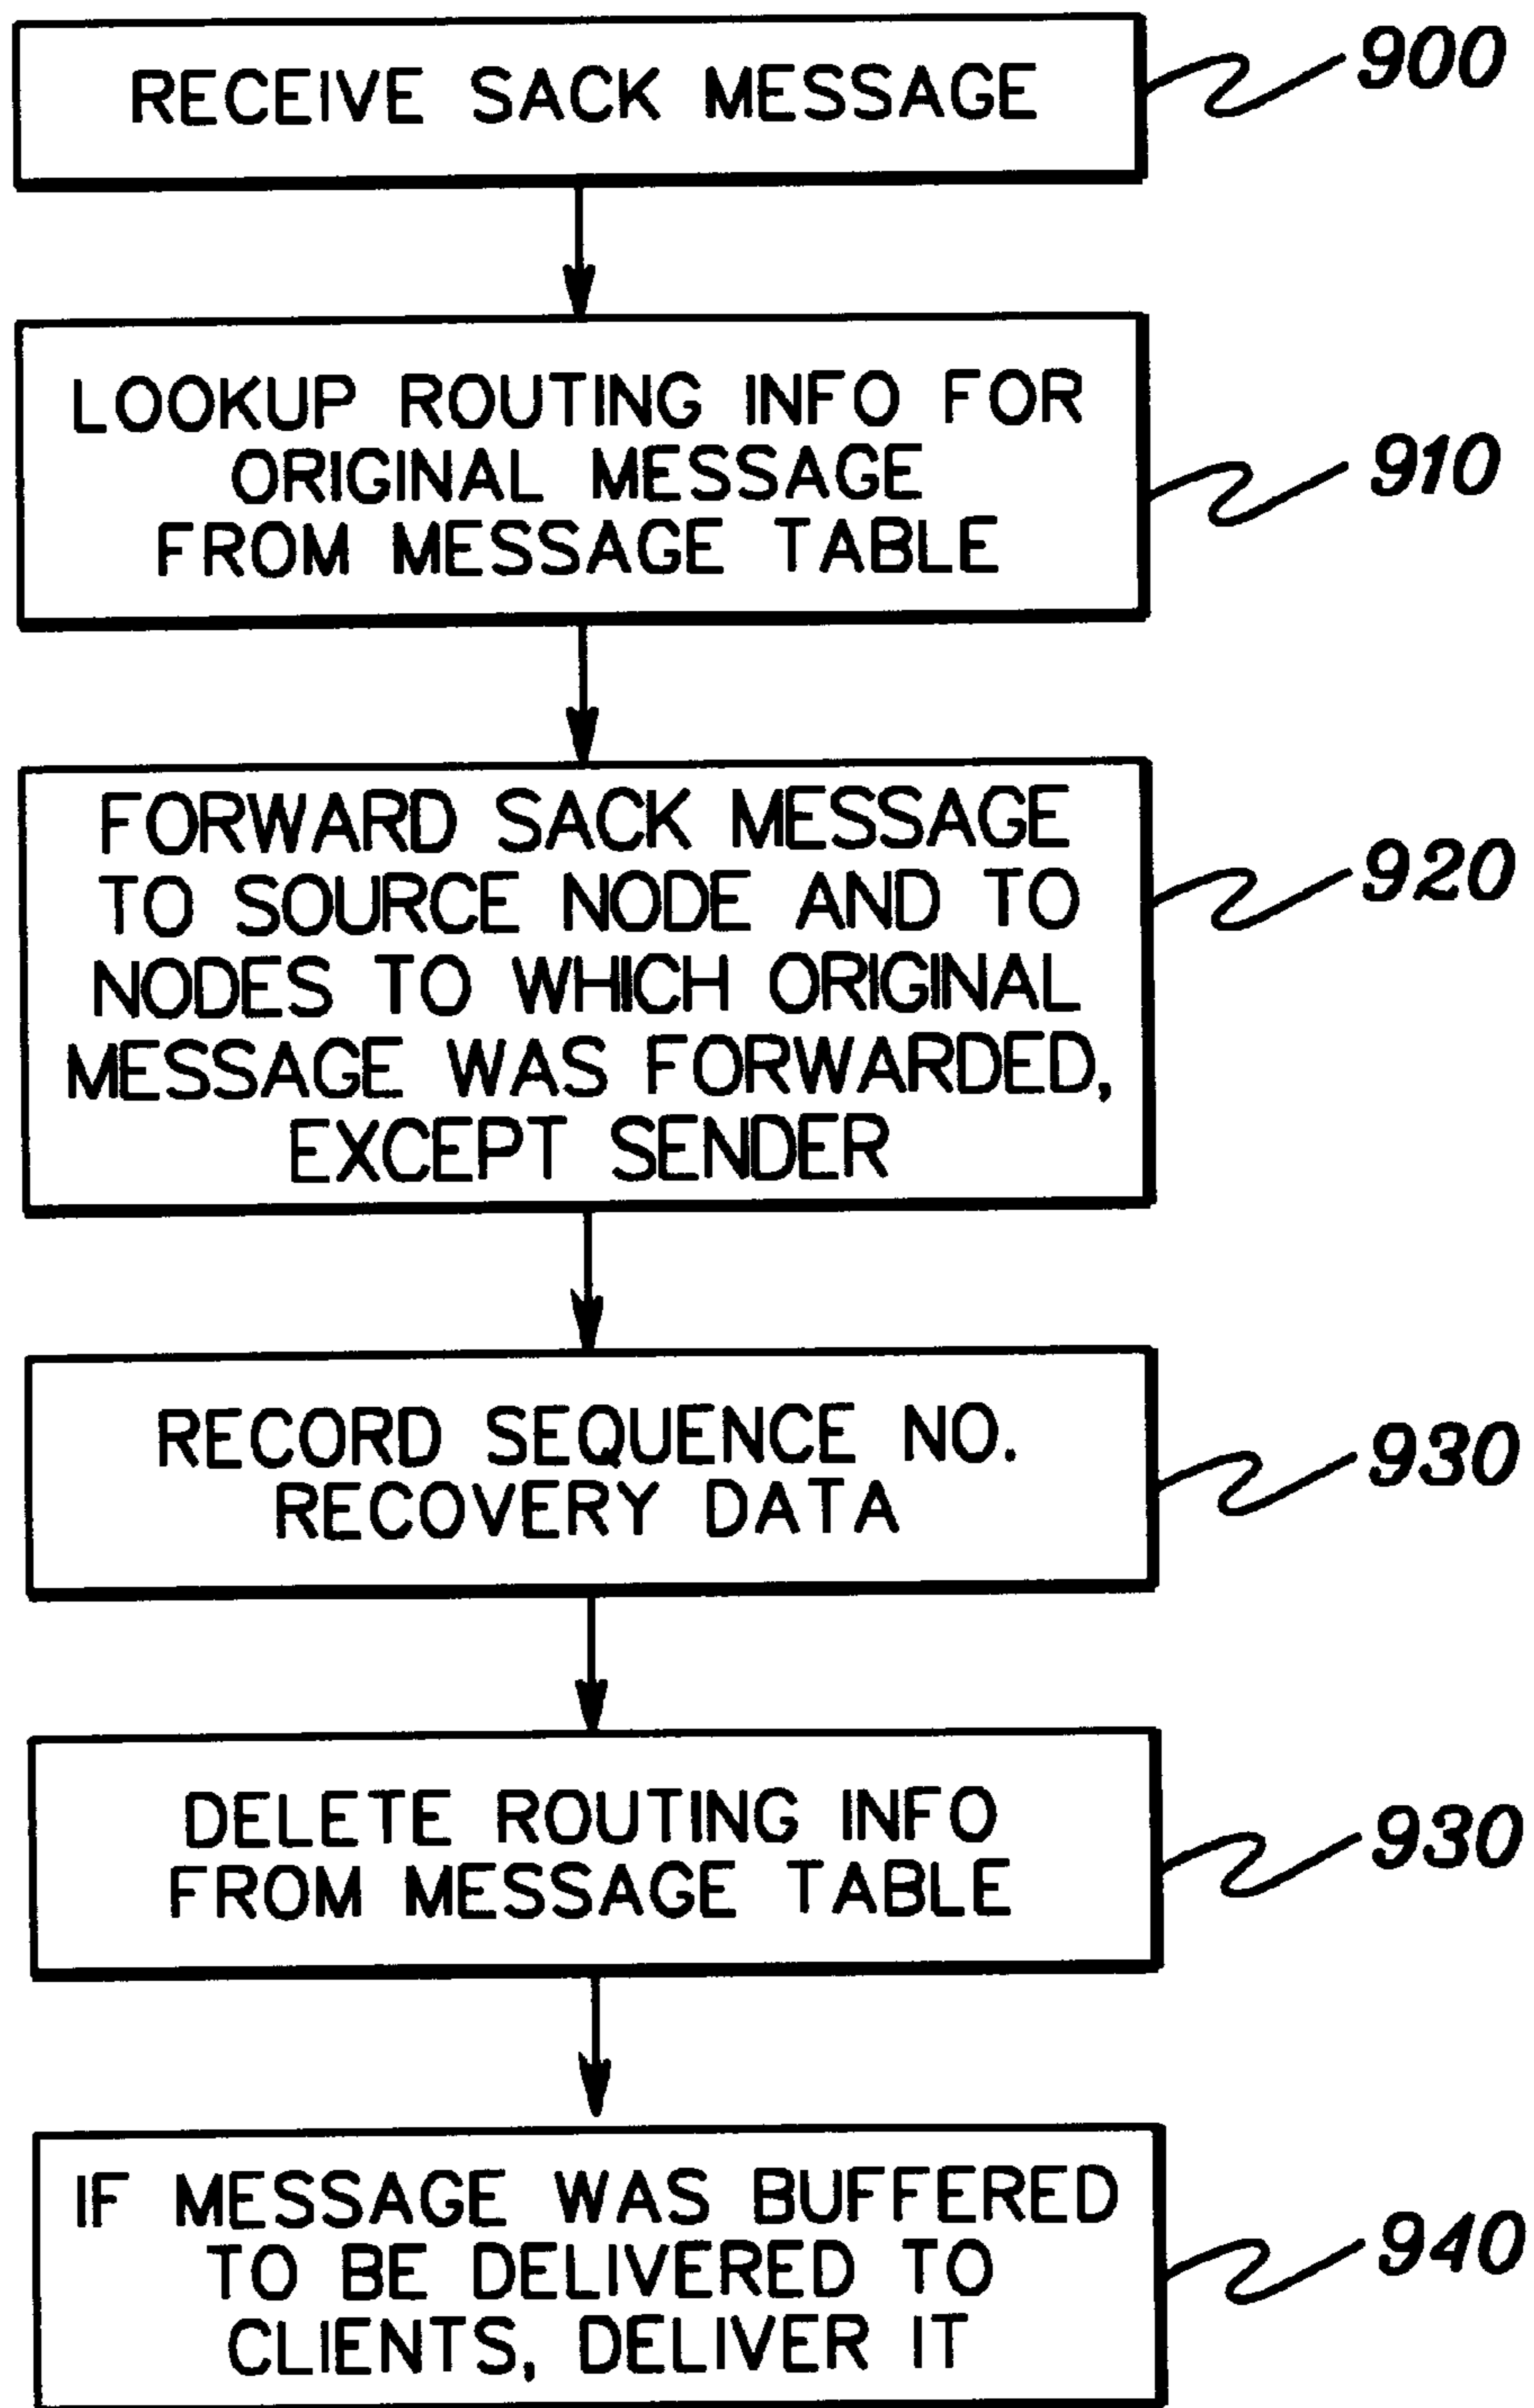 RECEIVE SACK MESSAGE
900
LOOKUP ROUTING INFO FOR
ORIGINAL MESSAGE
FROM MESSAGE TABLE
910
FORWARD SACK MESSAGE
TO SOURCE NODE AND TO
NODES TO WHICH ORIGINAL
MESSAGE WAS FORWARDED,
EXCEPT SENDER
920
RECORD SEQUENCE NO.
RECOVERY DATA
930
DELETE ROUTING INFO
FROM MESSAGE TABLE
930
IF MESSAGE WAS BUFFERED
TO BE DELIVERED TO
CLIENTS, DELIVER IT
940